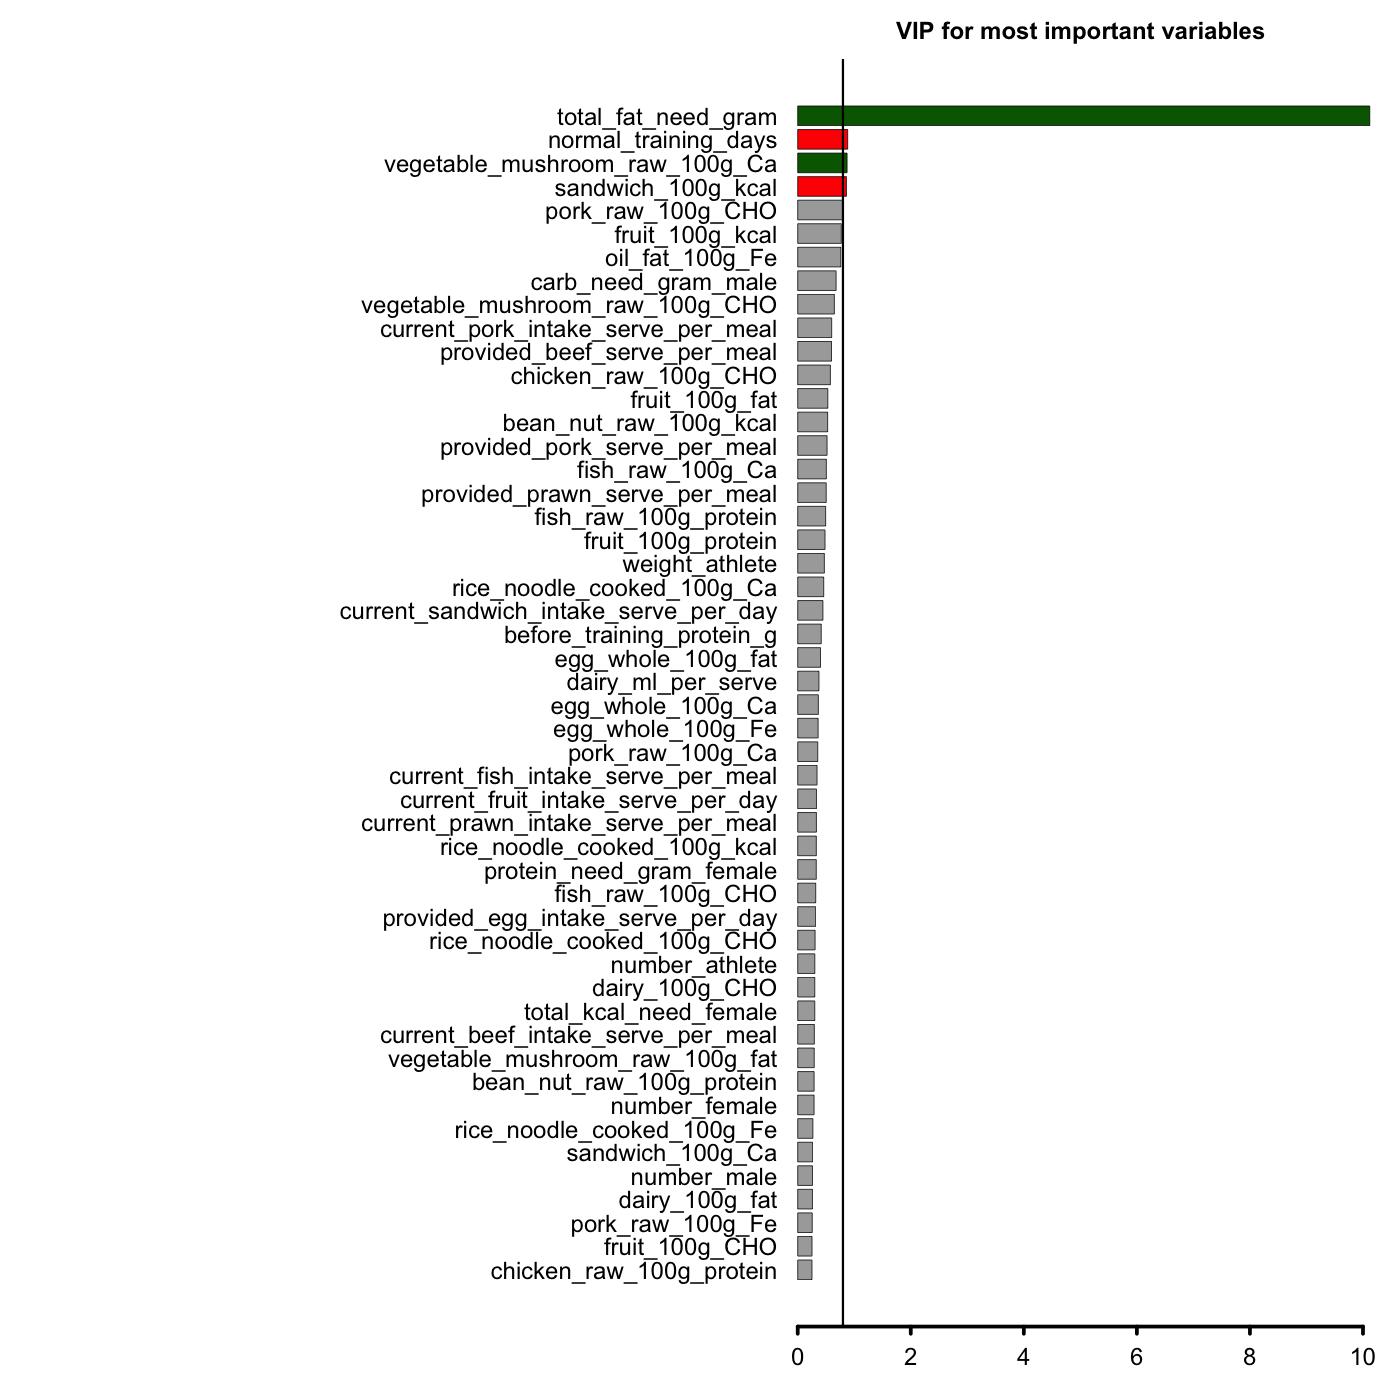 VIP for most important variables
total_fat_need_gram
normal_training_days
vegetable_mushroom_raw_100g_Ca
sandwich_100g_kcal
pork_raw_100g_CHO
fruit_100g_kcal
oil_fat_100g_Fe
carb_need_gram_male
vegetable_mushroom_raw_100g_CHO
current_pork_intake_serve_per_meal
provided_beef_serve_per_meal
chicken_raw_100g_CHO
fruit_100g_fat
bean_nut_raw_100g_kcal
provided_pork_serve_per_meal
fish_raw_100g_Ca
provided_prawn_serve_per_meal
fish_raw_100g_protein
fruit_100g_protein
weight_athlete
rice_noodle_cooked_100g_Ca
current_sandwich_intake_serve_per_day
before_training_protein_g
egg_whole_100g_fat
dairy_ml_per_serve
egg_whole_100g_Ca
egg_whole_100g_Fe
pork_raw_100g_Ca
current_fish_intake_serve_per_meal
current_fruit_intake_serve_per_day
current_prawn_intake_serve_per_meal
rice_noodle_cooked_100g_kcal
protein_need_gram_female
fish_raw_100g_CHO
provided_egg_intake_serve_per_day
rice_noodle_cooked_100g_CHO
number_athlete
dairy_100g_CHO
total_kcal_need_female
current_beef_intake_serve_per_meal
vegetable_mushroom_raw_100g_fat
bean_nut_raw_100g_protein
number_female
rice_noodle_cooked_100g_Fe
sandwich_100g_Ca
number_male
dairy_100g_fat
pork_raw_100g_Fe
fruit_100g_CHO
chicken_raw_100g_protein
0 2 4 6 8 10